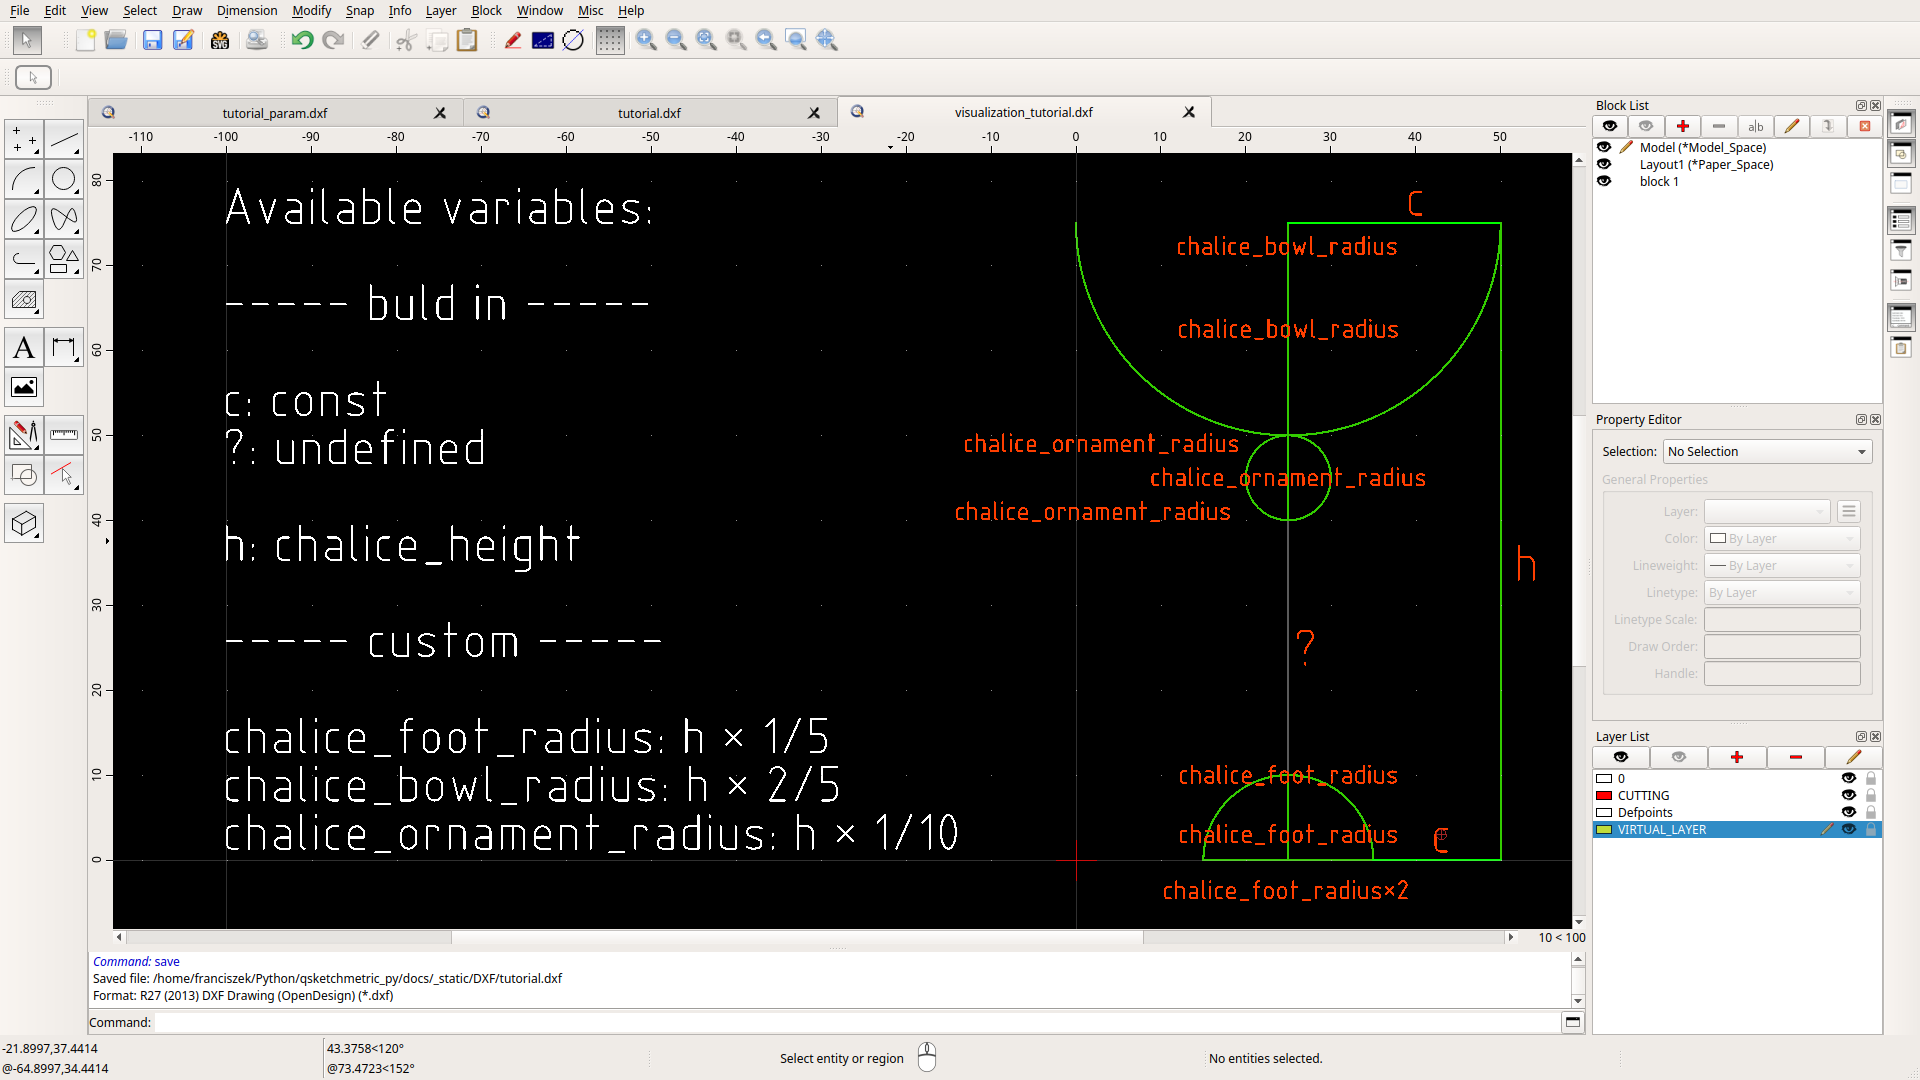 File Edit View Select Draw Dimension Modify Snap Info Layer Block Window Misc Help
SVG
tutorial_param.dxf
tutorial.dxf
visualization_tutorial.dxf
-110 -100 -90 -80 -70 -60 -50 -40 -30 -20 -10 0 10 20 30 40 50
80
70
60
50
40
30
20
10
0
Available variables:
----- buld in -----
c: const
?: undefined
h: chalice_height
----- custom -----
chalice_foot_radius: h × 1/5
chalice_bowl_radius: h × 2/5
chalice_ornament_radius: h × 1/10
c
chalice_bowl_radius
chalice_bowl_radius
chalice_ornament_radius
chalice_ornament_radius
chalice_ornament_radius
h
?
chalice_foot_radius
chalice_foot_radius
chalice_foot_radius×2
10 < 100
Block List
a|b
Model (*Model_Space)
Layout1 (*Paper_Space)
block 1
Property Editor
Selection: No Selection
General Properties
Layer:
Color: By Layer
Lineweight: By Layer
Linetype: By Layer
Linetype Scale:
Draw Order:
Handle:
Layer List
0
CUTTING
Defpoints
VIRTUAL_LAYER
Command: save
Saved file: /home/franciszek/Python/qsketchmetric_py/docs/_static/DXF/tutorial.dxf
Format: R27 (2013) DXF Drawing (OpenDesign) (*.dxf)
Command:
-21.8997,37.4414
@-64.8997,34.4414
43.3758<120°
@73.4723<152°
Select entity or region
No entities selected.